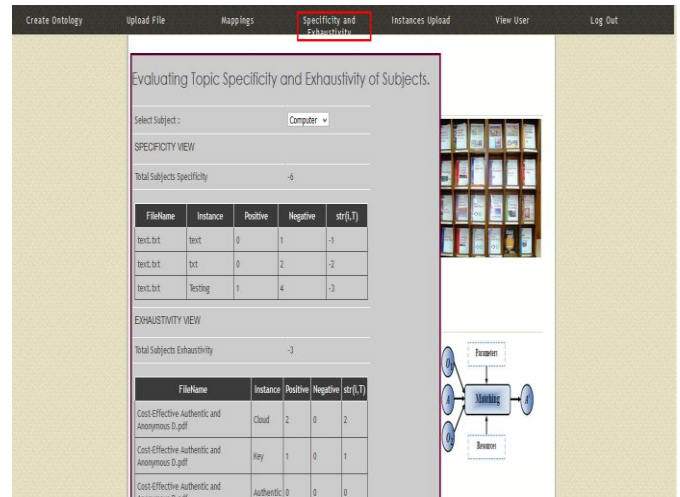 Create Ontology Upload File Mappings Specificity and Instances Upload View User Log Out
Exhaustivity
Evaluating Topic Specificity and Exhaustivity of Subjects.
Select Subject :: Computer
SPECIFICITY VIEW
Total Subjects Specificity -6
FileName Instance Positive Negative str(i,T)
text.txt text 0 1 -1
text.txt txt 0 2 -2
text.txt Testing 1 4 -3
EXHAUSTIVITY VIEW
Total Subjects Exhaustivity -3
FileName Instance Positive Negative str(i,T)
Cost-Effective Authentic and
Anonymous D.pdf Cloud 2 0 2
Cost-Effective Authentic and
Anonymous D.pdf Key 1 0 1
Cost-Effective Authentic and
Anonymous D.pdf Authentic 0 0 0
O1
Parameters
A Matching A'
O2
Resources